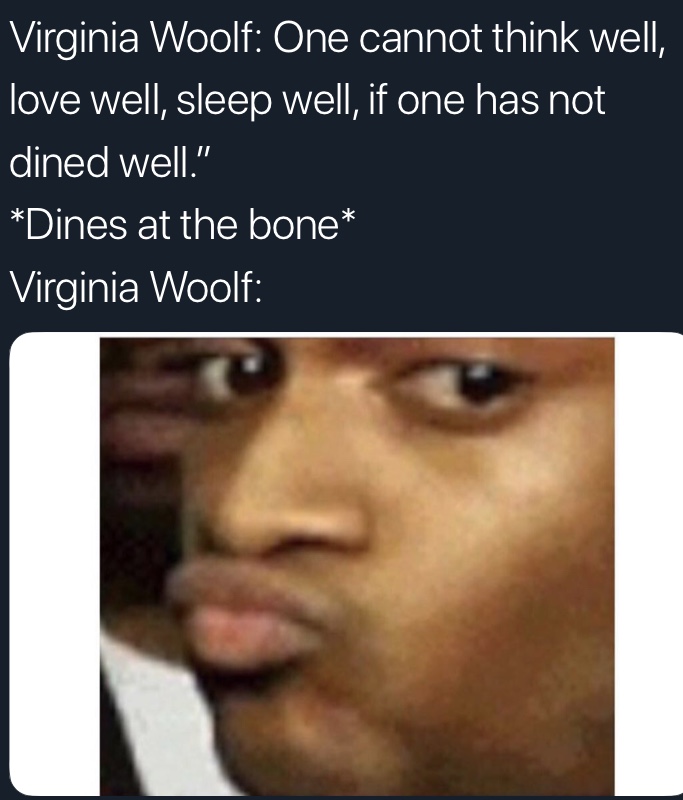 Virginia Woolf: One cannot think well,
love well, sleep well, if one has not
dined well.”
*Dines at the bone*
Virginia Woolf: